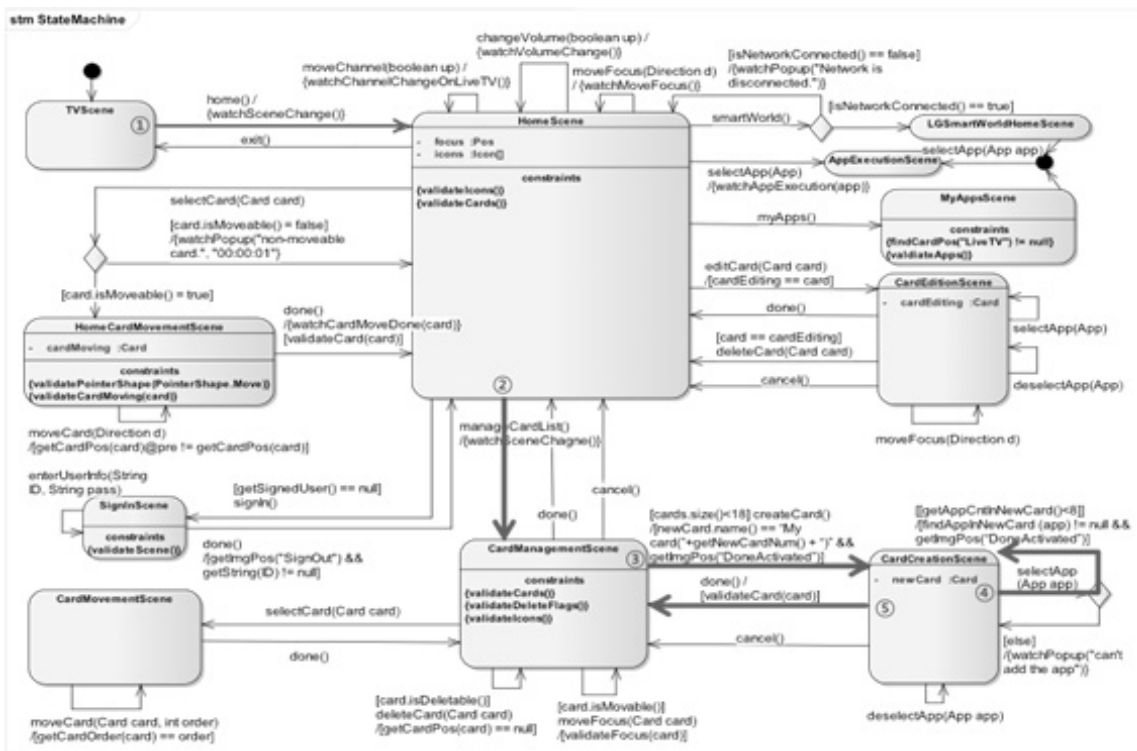 stm StateMachine
changeVolume(boolean up) /
{watchVolumeChange()}
moveChannel(boolean up) /
{watchChannelChangeOnLiveTV()}
moveFocus(Direction d)
/ {watchMoveFocus()}
[isNetworkConnected() == false]
/{watchPopup("Network is
disconnected.")}
[isNetworkConnected() == true]
TVScene
①
home() /
{watchSceneChange()}
exit()
HomeScene
- focus :Pos
- icons :Icon[]
constraints
{validateIcons()}
{validateCards()}
②
smartWorld()
LGSmartWorldHomeScene
selectApp(App app)
AppExecutionScene
selectApp(App)
/{watchAppExecution(app)}
myApps()
MyAppsScene
constraints
{findCardPos("LiveTV") != null}
{valdiateApps()}
selectCard(Card card)
[card.isMoveable() = false]
/{watchPopup("non-moveable
card.", "00:00:01"}
[card.isMoveable() = true]
editCard(Card card)
/[cardEditing == card]
done()
[card == cardEditing]
deleteCard(Card card)
cancel()
CardEditionScene
- cardEditing :Card
selectApp(App)
deselectApp(App)
moveFocus(Direction d)
HomeCardMovementScene
- cardMoving :Card
constraints
{validatePointerShape(PointerShape.Move)}
{validateCardMoving(card)}
done()
/{watchCardMoveDone(card)}
[validateCard(card)]
moveCard(Direction d)
/[getCardPos(card)@pre != getCardPos(card)]
manageCardList()
/{watchSceneChagne()}
enterUserInfo(String
ID, String pass)
SignInScene
constraints
{validateScene()}
[getSignedUser() == null]
signIn()
done()
/[getImgPos("SignOut") &&
getString(ID) != null]
done()
cancel()
CardManagementScene
③
constraints
{validateCards()}
{validateDeleteFlags()}
{validateIcons()}
[cards.size()<18] createCard()
/[newCard.name() == "My
card("+getNewCardNum() + ")" &&
getImgPos("DoneActivated")]
done() /
[validateCard(card)]
cancel()
[[getAppCntInNewCard()<8]]
/[findAppInNewCard (app) != null &&
getImgPos("DoneActivated")]
CardCreationScene
- newCard :Card
④
⑤
selectApp
(App app)
[else]
/{watchPopup("can't
add the app")}
deselectApp(App app)
CardMovementScene
selectCard(Card card)
done()
moveCard(Card card, int order)
/[getCardOrder(card) == order]
[card.isDeletable()]
deleteCard(Card card)
/[getCardPos(card) == null]
[card.isMovable()]
moveFocus(Card card)
/[validateFocus(card)]